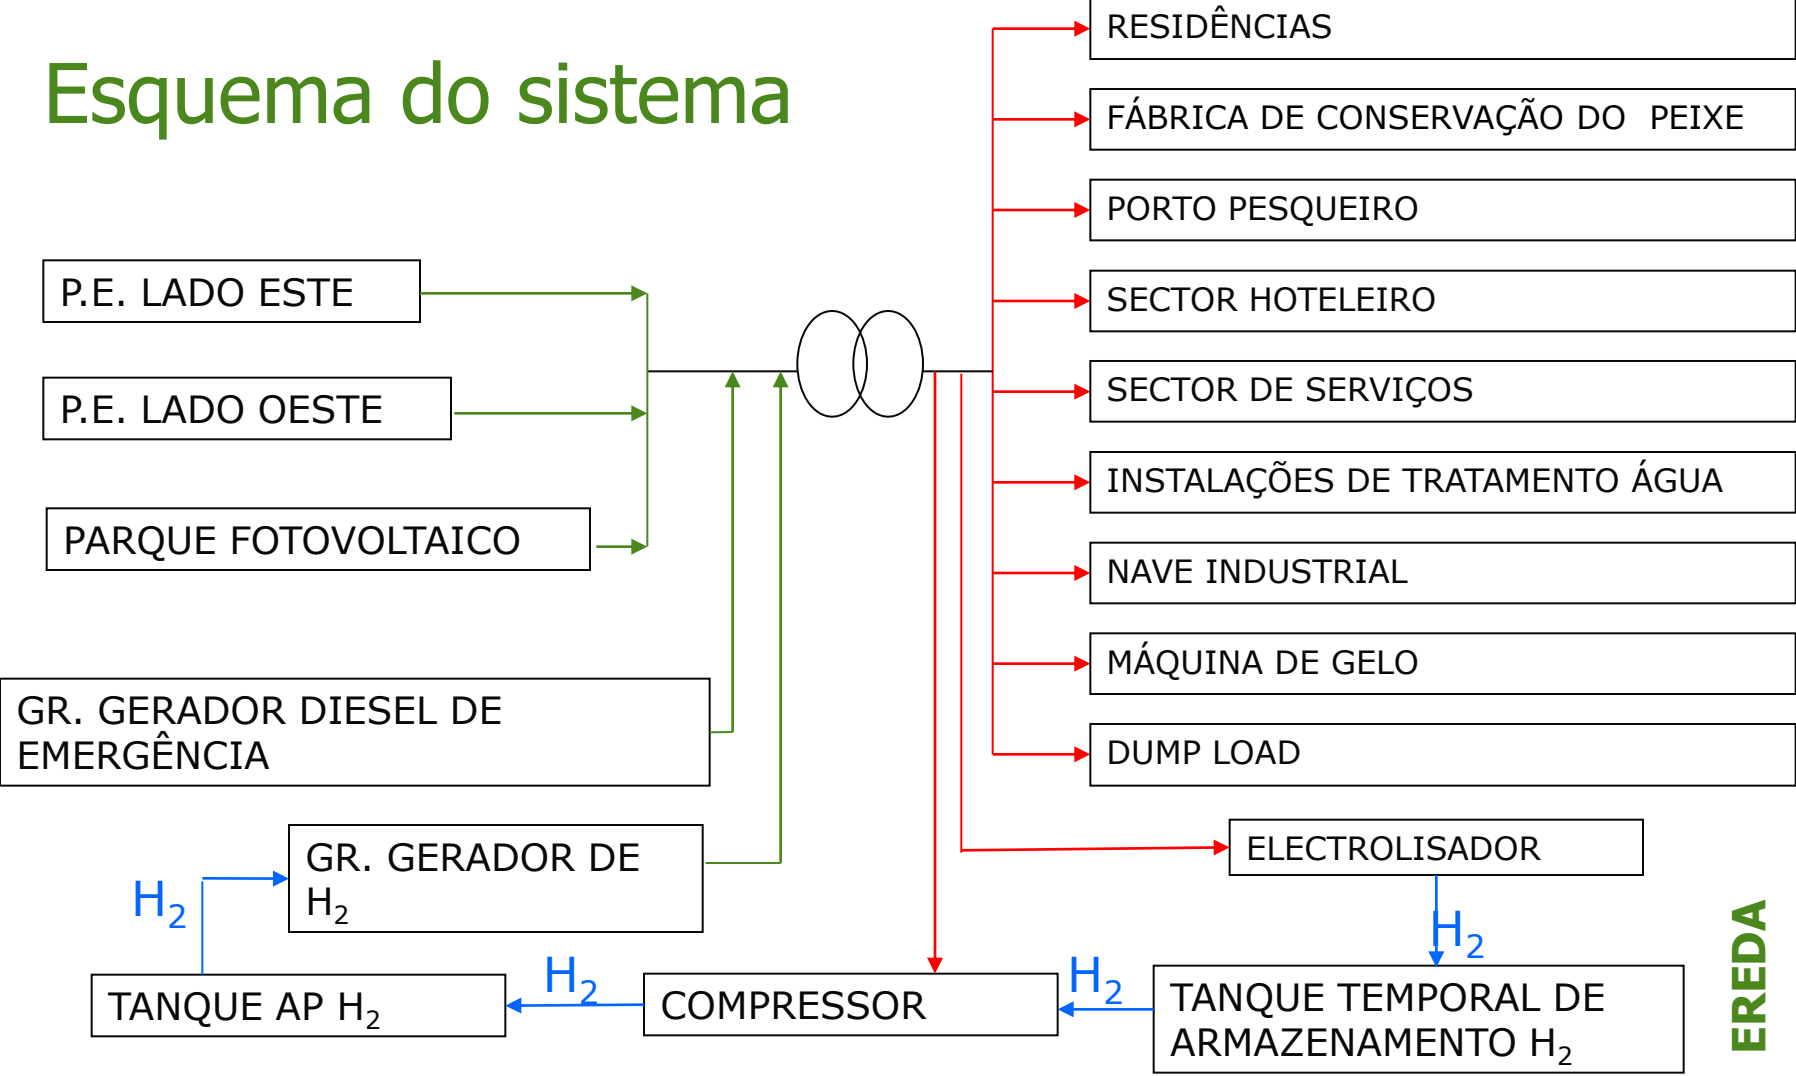 Esquema do sistema
RESIDÊNCIAS
FÁBRICA DE CONSERVAÇÃO DO  PEIXE
PORTO PESQUEIRO
SECTOR HOTELEIRO
SECTOR DE SERVIÇOS
INSTALAÇÕES DE TRATAMENTO ÁGUA
NAVE INDUSTRIAL
MÁQUINA DE GELO
DUMP LOAD
P.E. LADO ESTE
P.E. LADO OESTE
PARQUE FOTOVOLTAICO
GR. GERADOR DIESEL DE
EMERGÊNCIA
GR. GERADOR DE
H₂
H₂
TANQUE AP H₂
H₂
COMPRESSOR
H₂
ELECTROLISADOR
H₂
TANQUE TEMPORAL DE
ARMAZENAMENTO H₂
EREDA